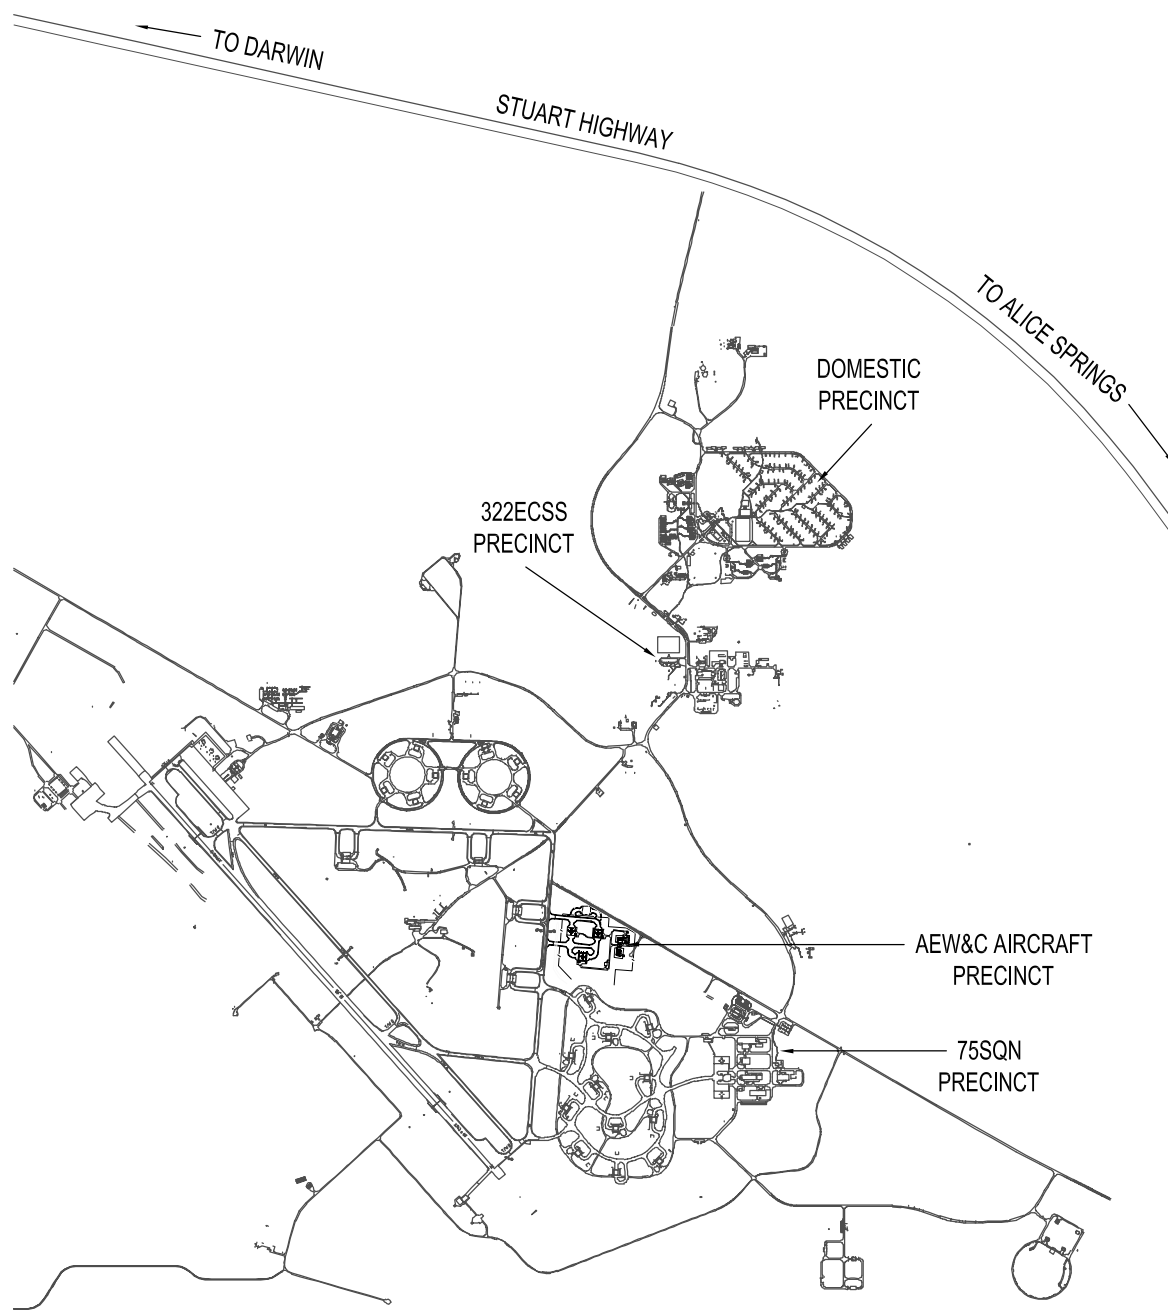 TO DARWIN
STUART HIGHWAY
TO ALICE SPRINGS
DOMESTIC
PRECINCT
322ECSS
PRECINCT
AEW&C AIRCRAFT
PRECINCT
75SQN
PRECINCT